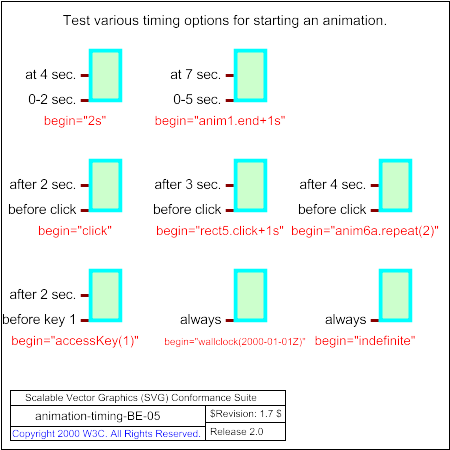 Test various timing options for starting an animation.
at 4 sec.
0-2 sec.
begin="2s"
at 7 sec.
0-5 sec.
begin="anim1.end+1s"
after 2 sec.
before click
begin="click"
after 3 sec.
before click
begin="rect5.click+1s"
after 4 sec.
before click
begin="anim6a.repeat(2)"
after 2 sec.
before key 1
begin="accessKey(1)"
always
begin="wallclock(2000-01-01Z)"
always
begin="indefinite"
Scalable Vector Graphics (SVG) Conformance Suite
animation-timing-BE-05
$Revision: 1.7 $
Copyright 2000 W3C. All Rights Reserved.
Release 2.0